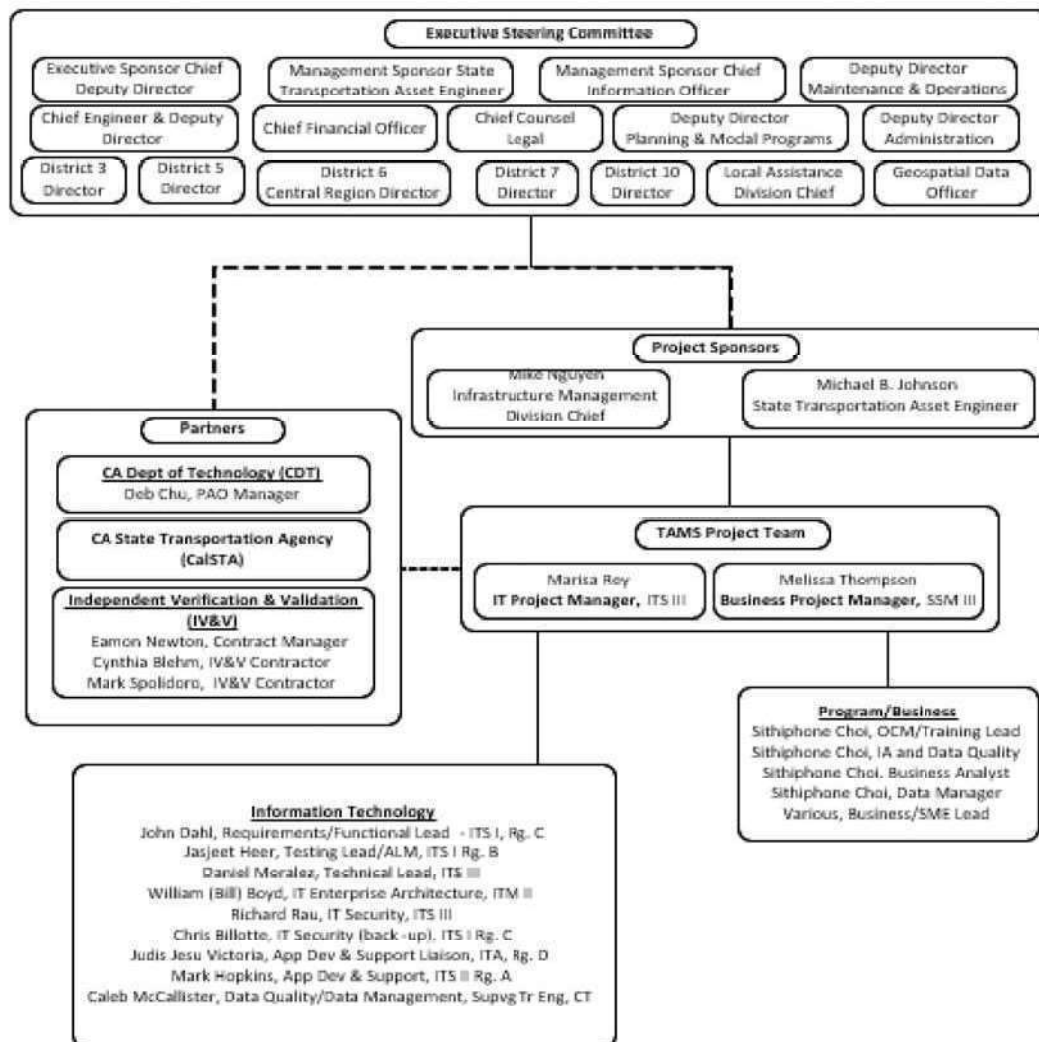 Executive Steering Committee
Executive Sponsor Chief
Deputy Director
Management Sponsor State
Transportation Asset Engineer
Management Sponsor Chief
Information Officer
Deputy Director
Maintenance & Operations
Chief Engineer & Deputy
Director
Chief Financial Officer
Chief Counsel
Legal
Deputy Director
Planning & Modal Programs
Deputy Director
Administration
District 3
Director
District 5
Director
District 6
Central Region Director
District 7
Director
District 10
Director
Local Assistance
Division Chief
Geospatial Data
Officer
Project Sponsors
Mike Nguyen
Infrastructure Management
Division Chief
Michael B. Johnson
State Transportation Asset Engineer
Partners
CA Dept of Technology (CDT)
Deb Chu, PAO Manager
CA State Transportation Agency
(CalSTA)
Independent Verification & Validation
(IV&V)
Eamon Newton, Contract Manager
Cynthia Blehm, IV&V Contractor
Mark Spolidoro, IV&V Contractor
TAMS Project Team
Marisa Rey
IT Project Manager, ITS III
Melissa Thompson
Business Project Manager, SSM III
Program/Business
Sithiphone Choi, OCM/Training Lead
Sithiphone Choi, IA and Data Quality
Sithiphone Choi. Business Analyst
Sithiphone Choi, Data Manager
Various, Business/SME Lead
Information Technology
John Dahl, Requirements/Functional Lead - ITS I, Rg. C
Jasjeet Heer, Testing Lead/ALM, ITS I Rg. B
Daniel Moralez, Technical Lead, ITS III
William (Bill) Boyd, IT Enterprise Architecture, ITM II
Richard Rau, IT Security, ITS III
Chris Billotte, IT Security (back -up). ITS I Rg. C
Judis Jesu Victoria, App Dev & Support Liaison, ITA, Rg. D
Mark Hopkins, App Dev & Support, ITS II Rg. A
Caleb McCallister, Data Quality/Data Management, Supvg Tr Eng, CT